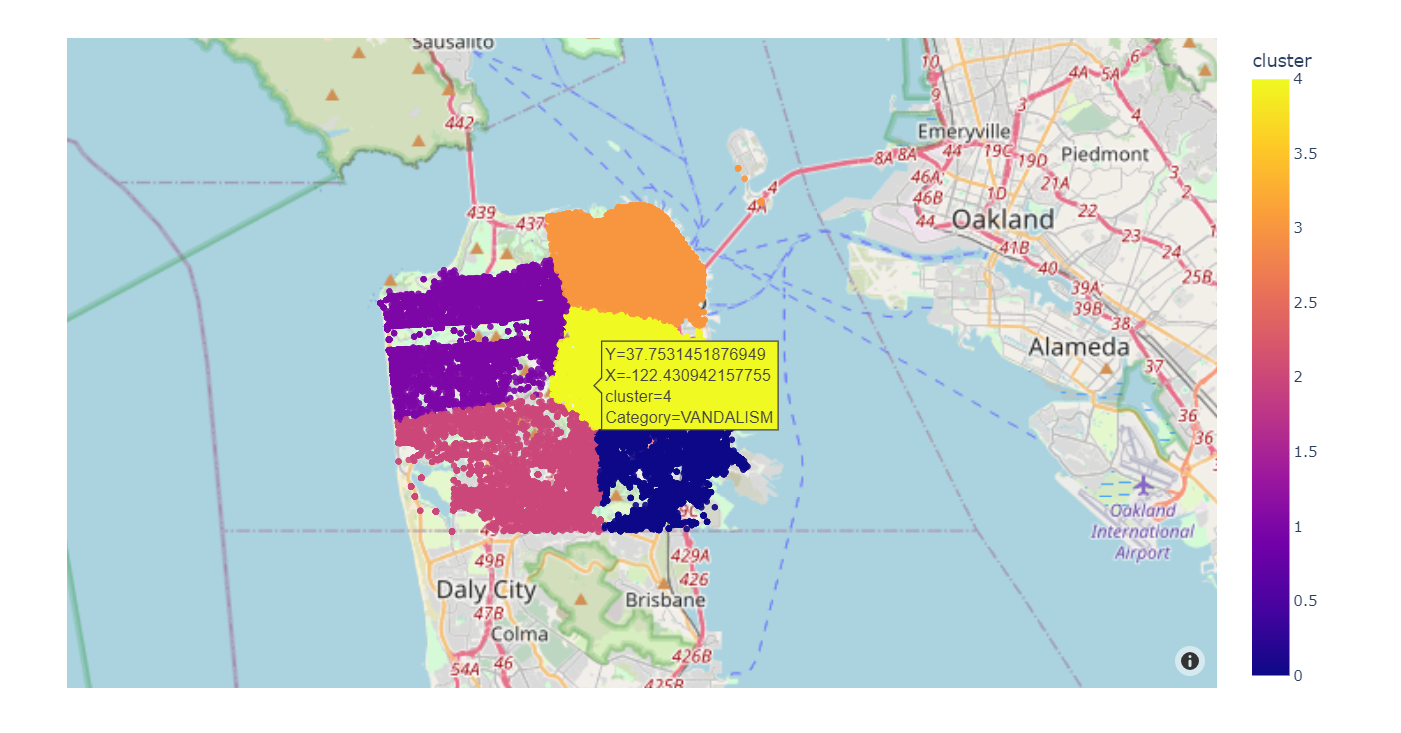 Sausalito
cluster
10
6
4A
5A
4
9
3
3.5
442
4
Emeryville
44
19C
8A
8A
19D
Piedmont
3
46A,
21A
2
4
46B
1D
4A
439
437
44
Oakland
22
3
23
41B
24
40
25B
39A,
2.5
39B
38
Alameda
Y=37.7531451876949
X=-122.430942157755
37
2
cluster=4
36
Category=VANDALISM
36
1.5
9C
Oakland
International
Airport
1
49
429A
49B
426
Daly City
Brisbane
0.5
47B
Colma
426B
54A
46
425B
0